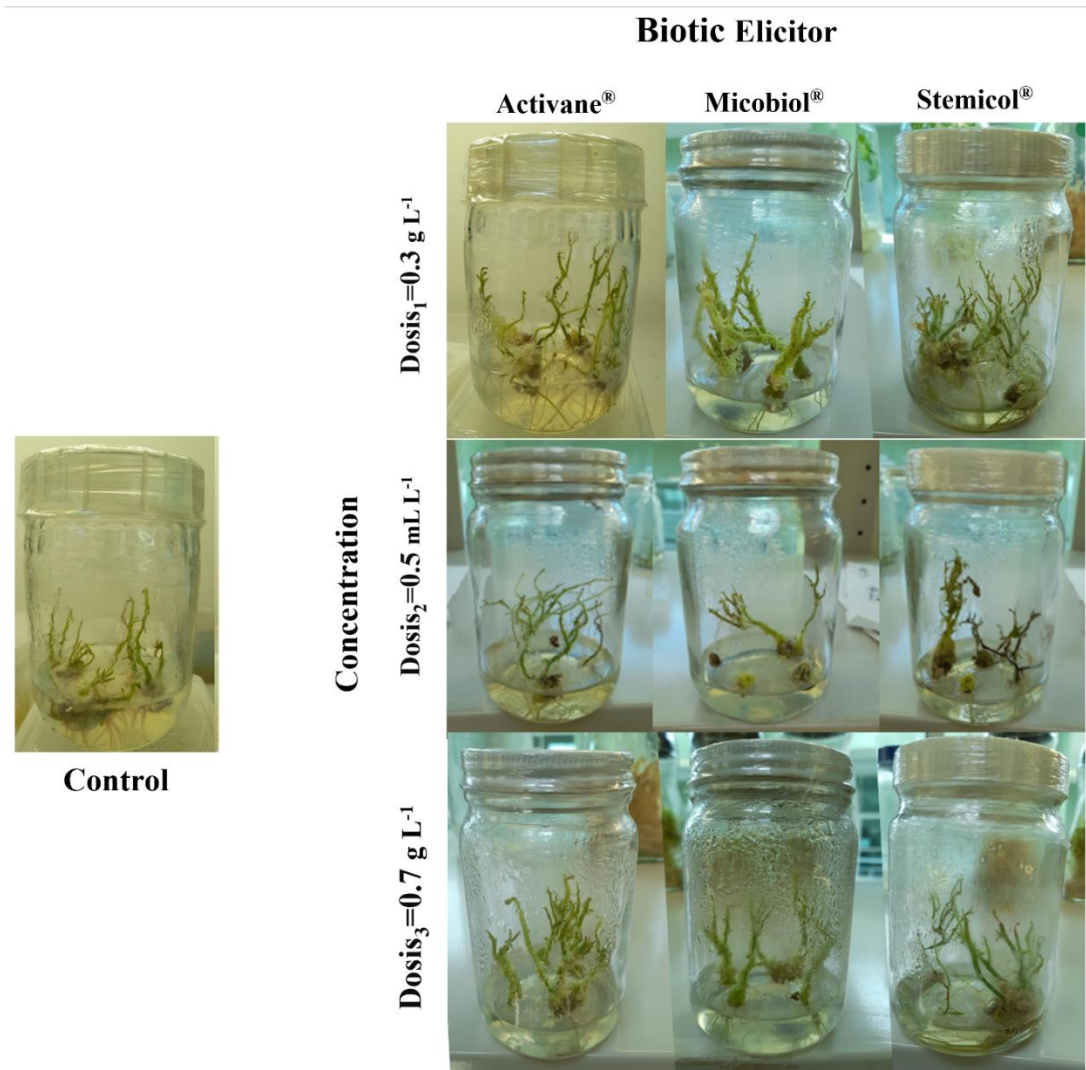 Biotic Elicitor
Activane®
Micobiol®
Stemicol®
Concentration
Dosis₁=0.3 g L⁻¹
Dosis₂=0.5 mL L⁻¹
Dosis₃=0.7 g L⁻¹
Control